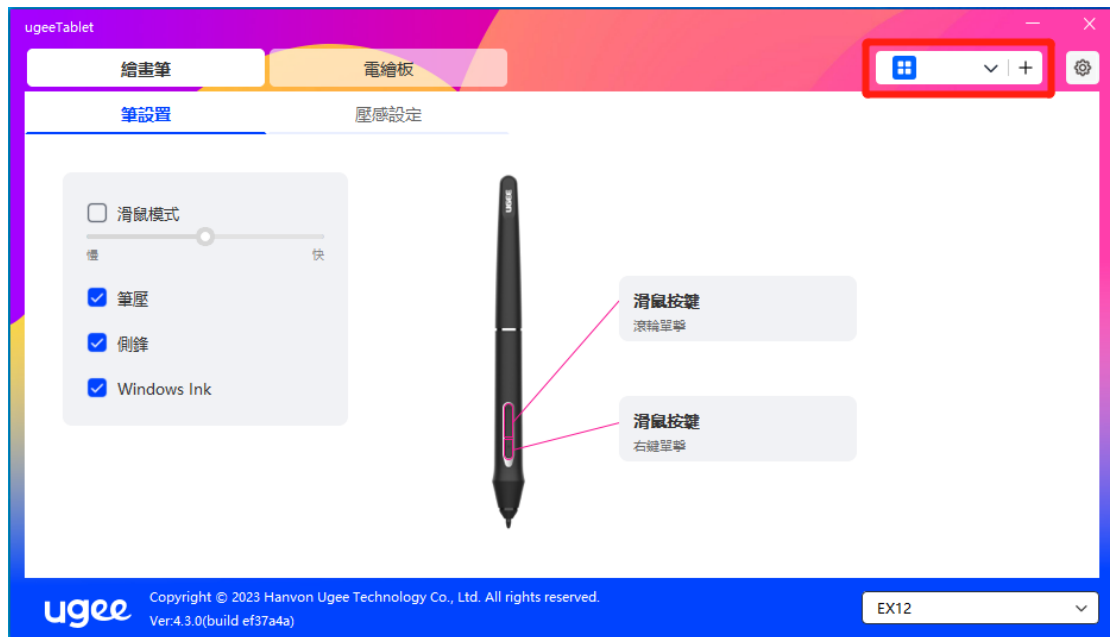 ugeeTablet
繪畫筆
電繪板
筆設置
壓感設定
滑鼠模式
慢
快
筆壓
側鋒
Windows Ink
UGEE
滑鼠按鍵
滾輪單擊
滑鼠按鍵
右鍵單擊
ugee
Copyright © 2023 Hanvon Ugee Technology Co., Ltd. All rights reserved.
Ver:4.3.0(build ef37a4a)
EX12